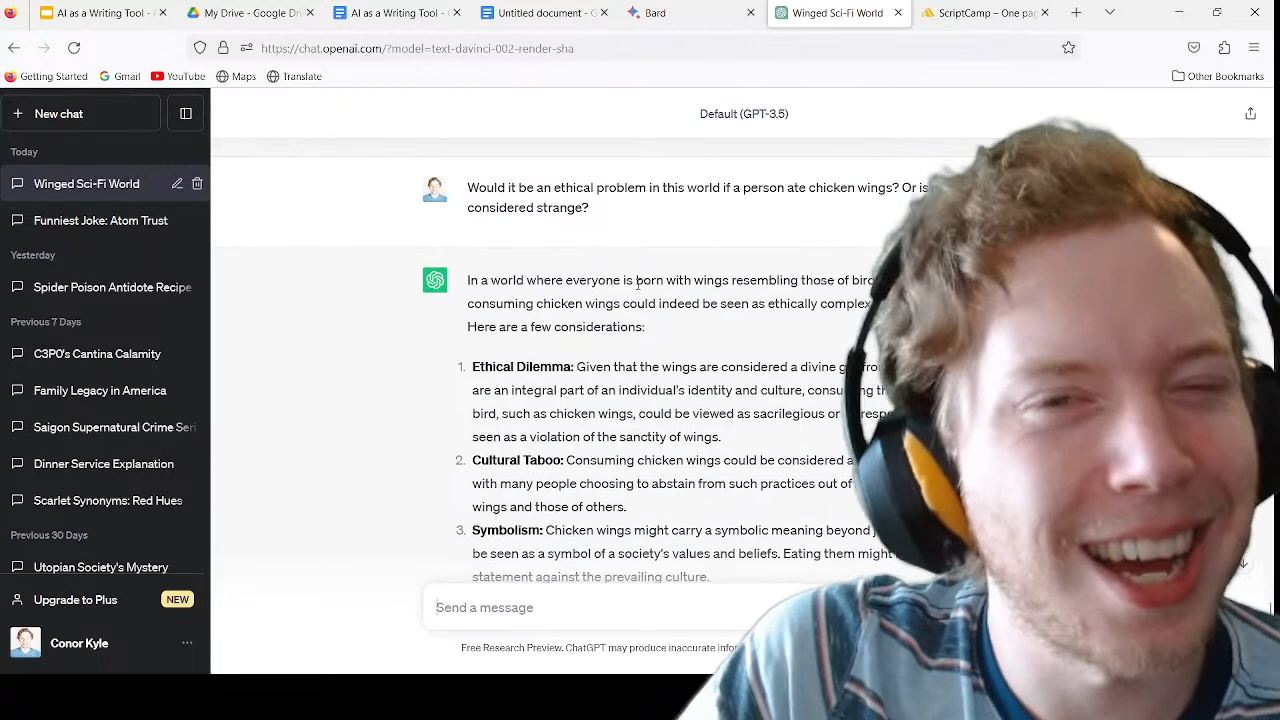 AI as a Writing Tool - C
My Drive - Google Dri
AI as a Writing Tool - C
Untitled document - G
Bard
Winged Sci-Fi World
ScriptCamp – One pa
https://chat.openai.com/?model=text-davinci-002-render-sha
Getting Started
Gmail
YouTube
Maps
Translate
Other Bookmarks
New chat
Default (GPT-3.5)
Today
Winged Sci-Fi World
Funniest Joke: Atom Trust
Yesterday
Spider Poison Antidote Recipe
Previous 7 Days
C3P0's Cantina Calamity
Family Legacy in America
Saigon Supernatural Crime Seri
Dinner Service Explanation
Scarlet Synonyms: Red Hues
Previous 30 Days
Utopian Society's Mystery
Upgrade to Plus
NEW
Conor Kyle
Would it be an ethical problem in this world if a person ate chicken wings? Or is
considered strange?
In a world where everyone is born with wings resembling those of bird
consuming chicken wings could indeed be seen as ethically complex
Here are a few considerations:
1. Ethical Dilemma: Given that the wings are considered a divine
are an integral part of an individual's identity and culture,
bird, such as chicken wings, could be viewed as sacrilegious or
seen as a violation of the sanctity of wings.
2. Cultural Taboo: Consuming chicken wings could be considered a
with many people choosing to abstain from such practices out of
wings and those of others.
3. Symbolism: Chicken wings might carry a symbolic meaning beyond
be seen as a symbol of a society's values and beliefs. Eating them might
statement against the prevailing culture.
Send a message
Free Research Preview. ChatGPT may produce inaccurate